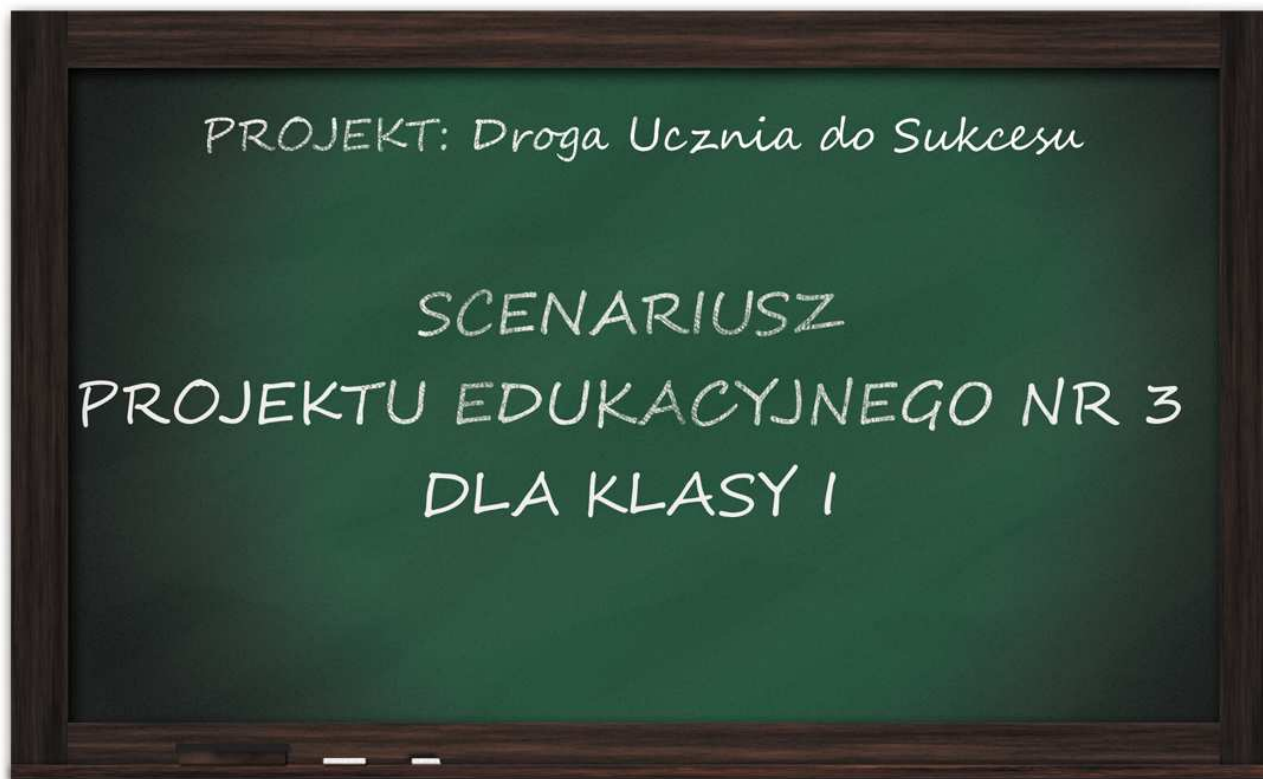 PROJEKT: Droga Ucznia do Sukcesu
SCENARIUSZ
PROJEKTU EDUKACYJNEGO NR 3
DLA KLASY I